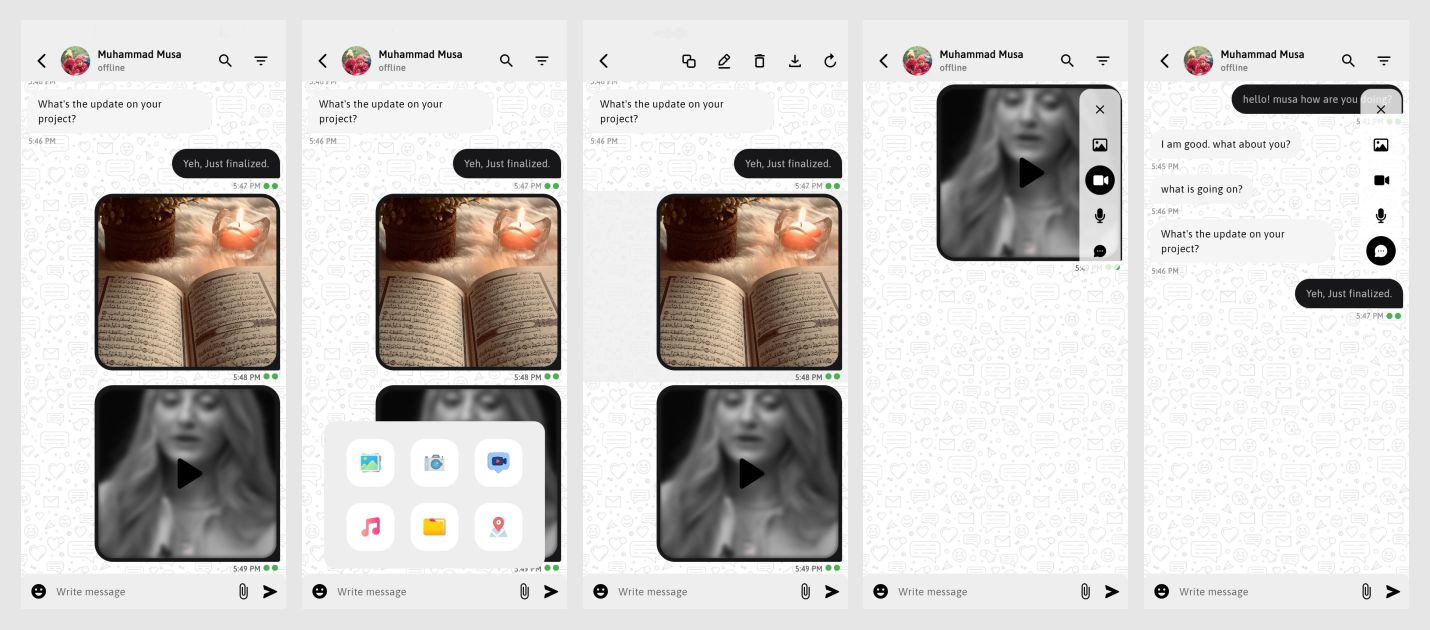 Muhammad Musa
offline
5:46 PM
What's the update on your
project?
5:46 PM
Yeh, Just finalized.
5:47 PM
5:48 PM
5:49 PM
Write message
Muhammad Musa
offline
5:46 PM
What's the update on your
project?
5:46 PM
Yeh, Just finalized.
5:47 PM
5:48 PM
5:49 PM
Write message
5:46 PM
What's the update on your
project?
5:46 PM
Yeh, Just finalized.
5:47 PM
5:48 PM
5:49 PM
Write message
Muhammad Musa
offline
5:49 PM
Write message
Muhammad Musa
offline
hello! musa how are you doing?
I am good. what about you?
5:45 PM
what is going on?
5:46 PM
What's the update on your
project?
5:46 PM
Yeh, Just finalized.
5:47 PM
Write message